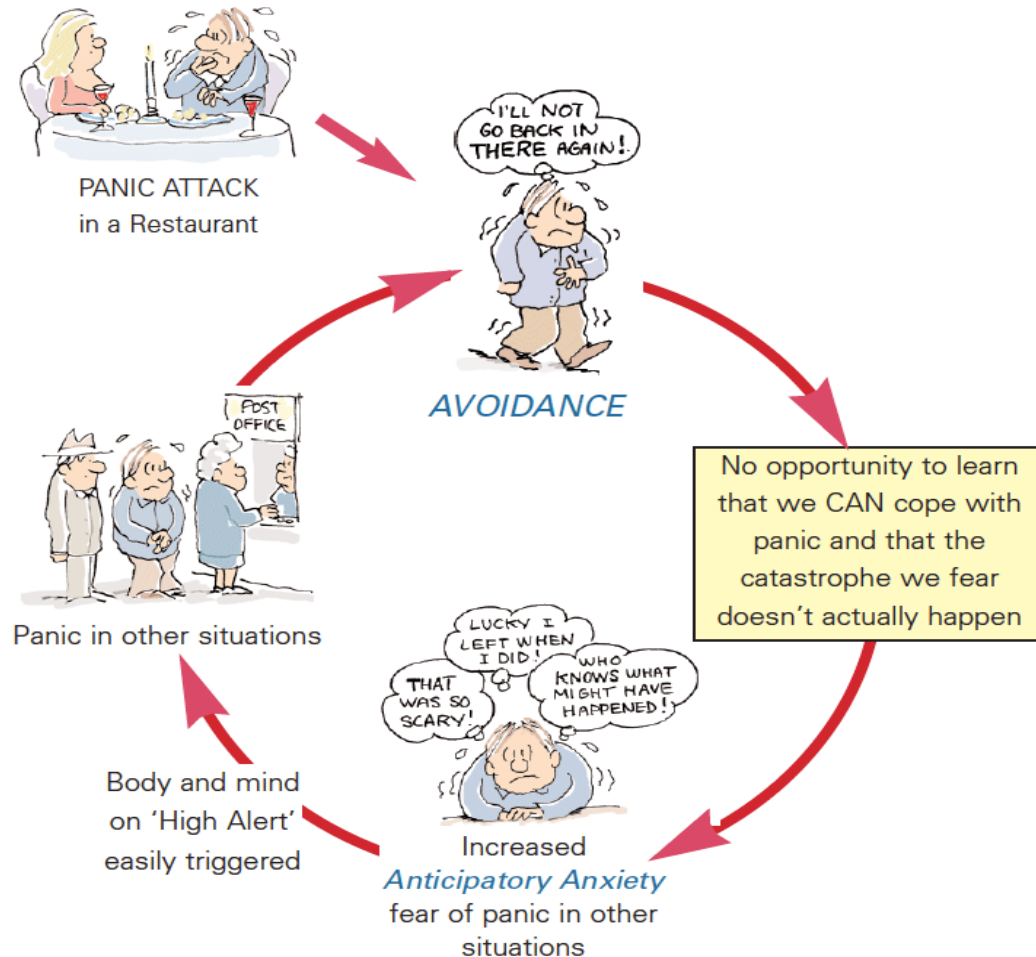 PANIC ATTACK
in a Restaurant
I'LL NOT
GO BACK IN
THERE AGAIN!
AVOIDANCE
No opportunity to learn
that we CAN cope with
panic and that the
catastrophe we fear
doesn't actually happen
THAT
WAS SO
SCARY!
LUCKY I
LEFT WHEN
I DID!
WHO
KNOWS WHAT
MIGHT HAVE
HAPPENED!
Increased
Anticipatory Anxiety
fear of panic in other
situations
Body and mind
on 'High Alert'
easily triggered
POST
OFFICE
Panic in other situations